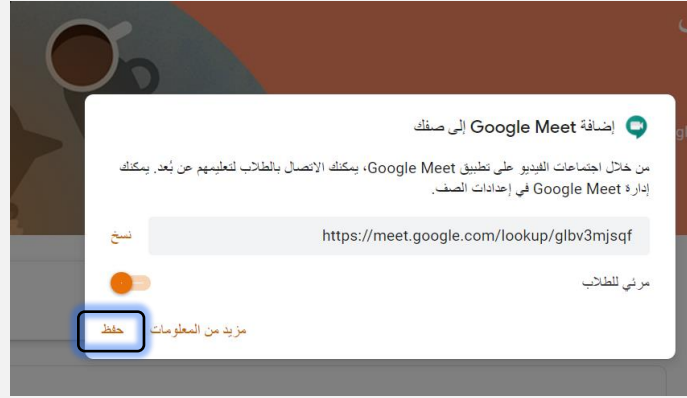 إضافة Google Meet إلى صفك
من خلال اجتماعات الفيديو على تطبيق Google Meet، يمكنك الاتصال بالطلاب لتعليمهم عن بُعد. يمكنك
إدارة Google Meet في إعدادات الصف.
https://meet.google.com/lookup/glbv3mjsqf
نسخ
مرئي للطلاب
مزيد من المعلومات
حفظ